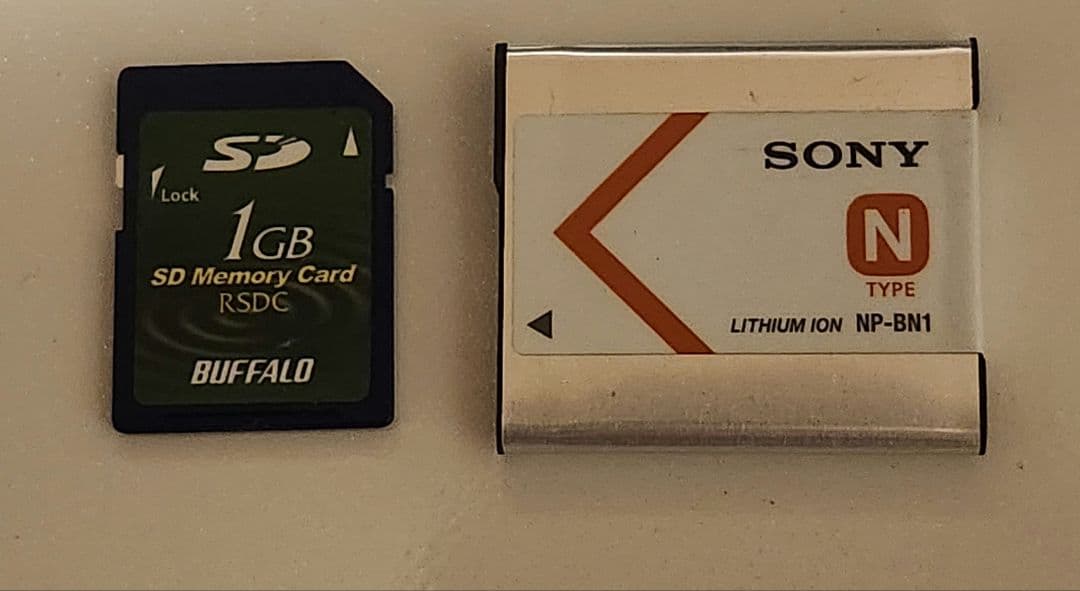 SD
Lock
1GB
SD Memory Card
RSDC
BUFFALO
SONY
N
TYPE
LITHIUM ION NP-BN1